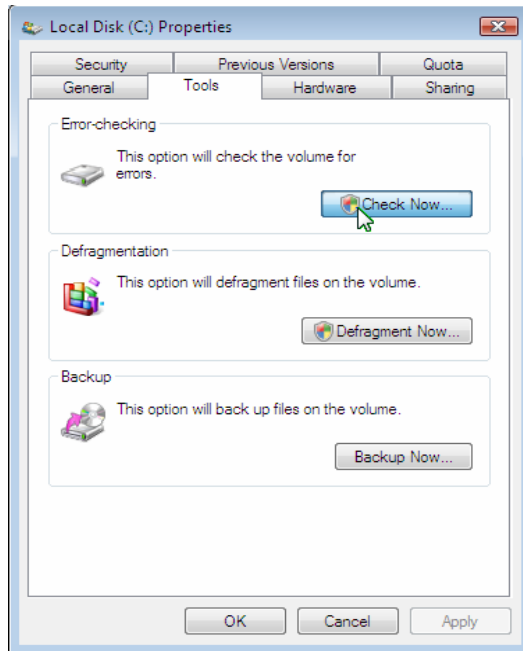 Local Disk (C:) Properties
Security Previous Versions Quota
General Tools Hardware Sharing
Error-checking
This option will check the volume for
errors.
Check Now...
Defragmentation
This option will defragment files on the volume.
Defragment Now...
Backup
This option will back up files on the volume.
Backup Now...
OK Cancel Apply